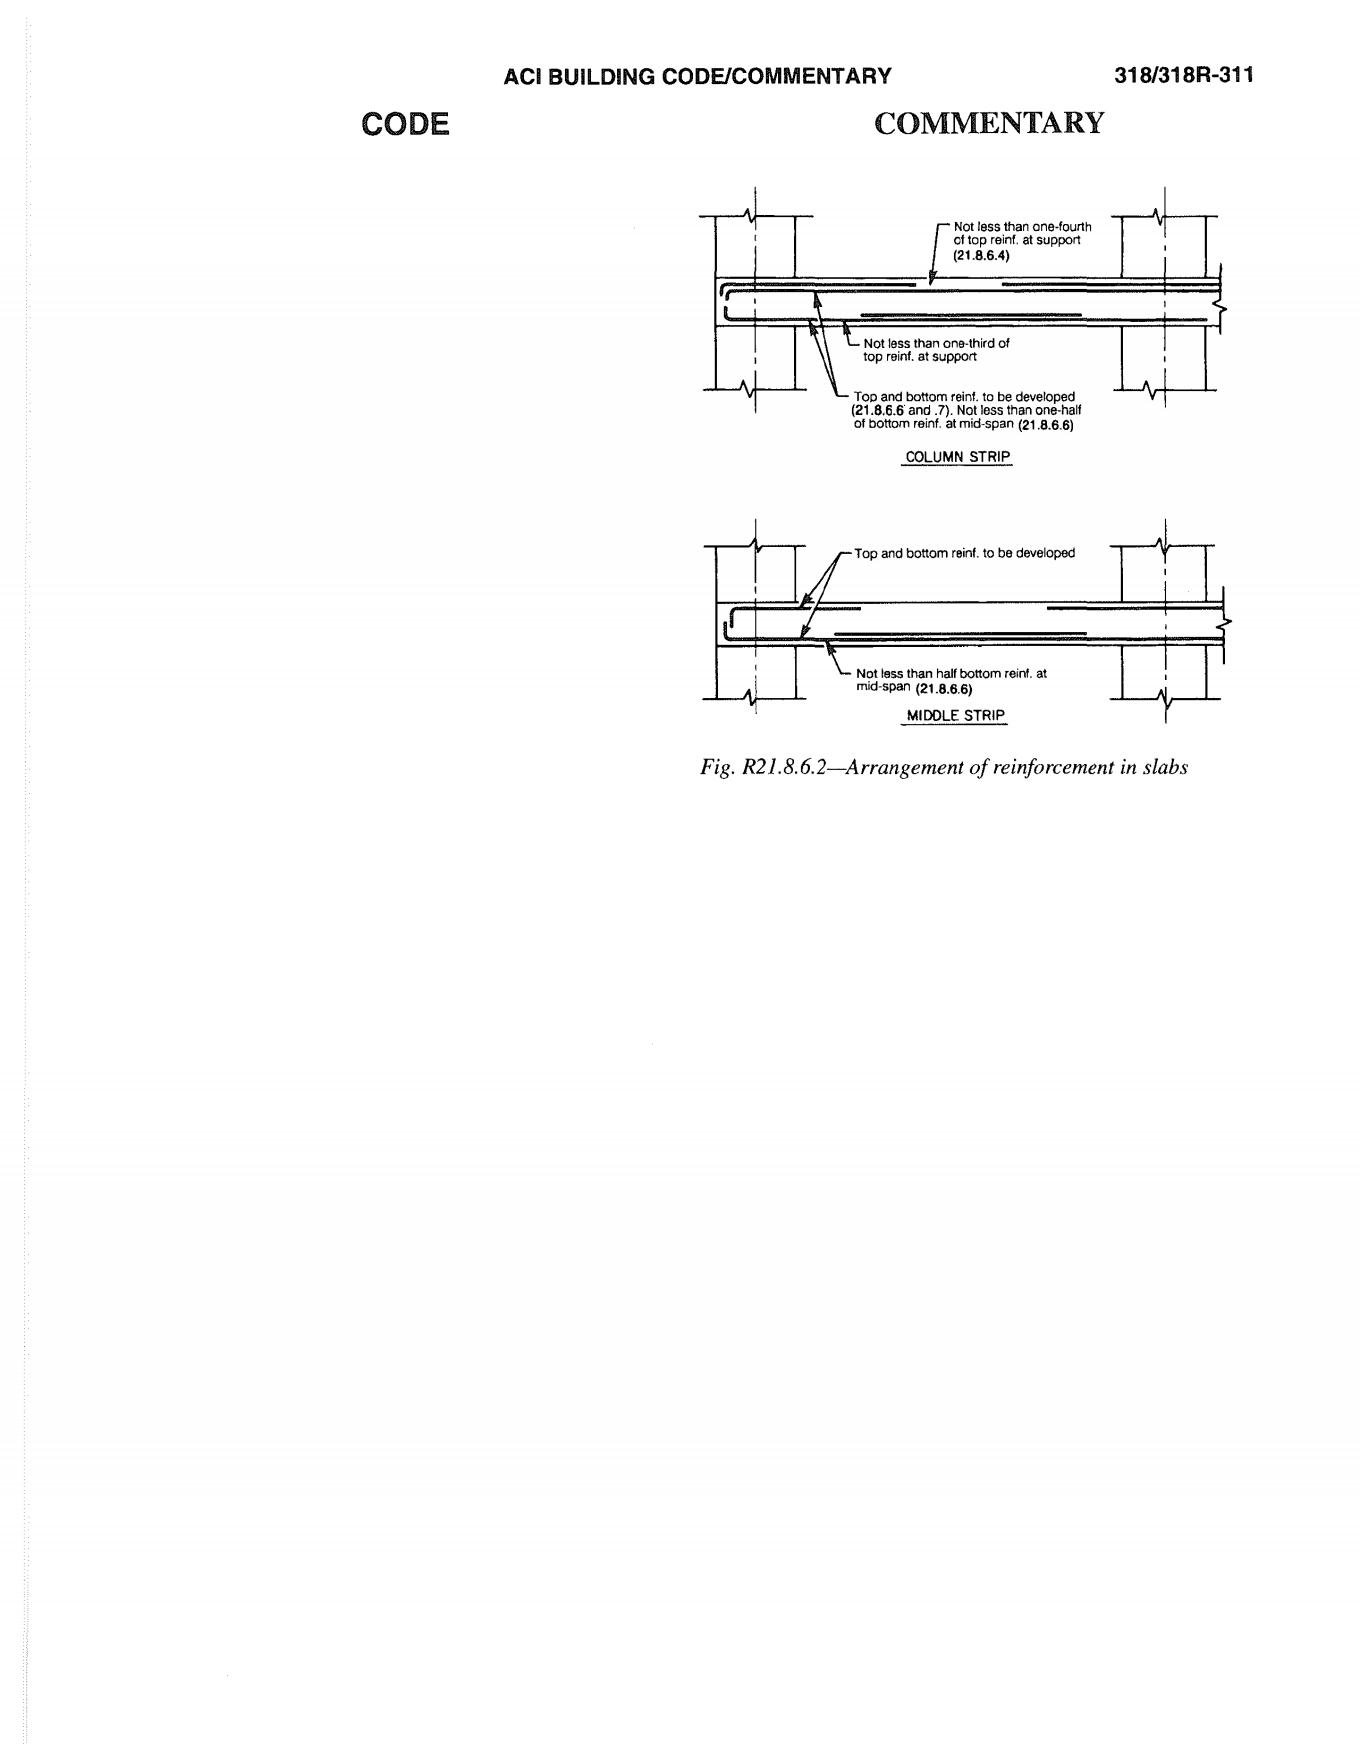 ACI BUILDING CODE/COMMENTARY
318/318R-311
CODE
COMMENTARY
Not less than one-fourth
of top reinf. at support
(21.8.6.4)
Not less than one-third of
top reinf. at support
Top and bottom reinf. to be developed
(21.8.6.6 and .7). Not less than one-half
of bottom reinf. at mid-span (21.8.6.6)
COLUMN STRIP
Top and bottom reinf. to be developed
Not less than half bottom reinf. at
mid-span (21.8.6.6)
MIDDLE STRIP
Fig. R21.8.6.2—Arrangement of reinforcement in slabs